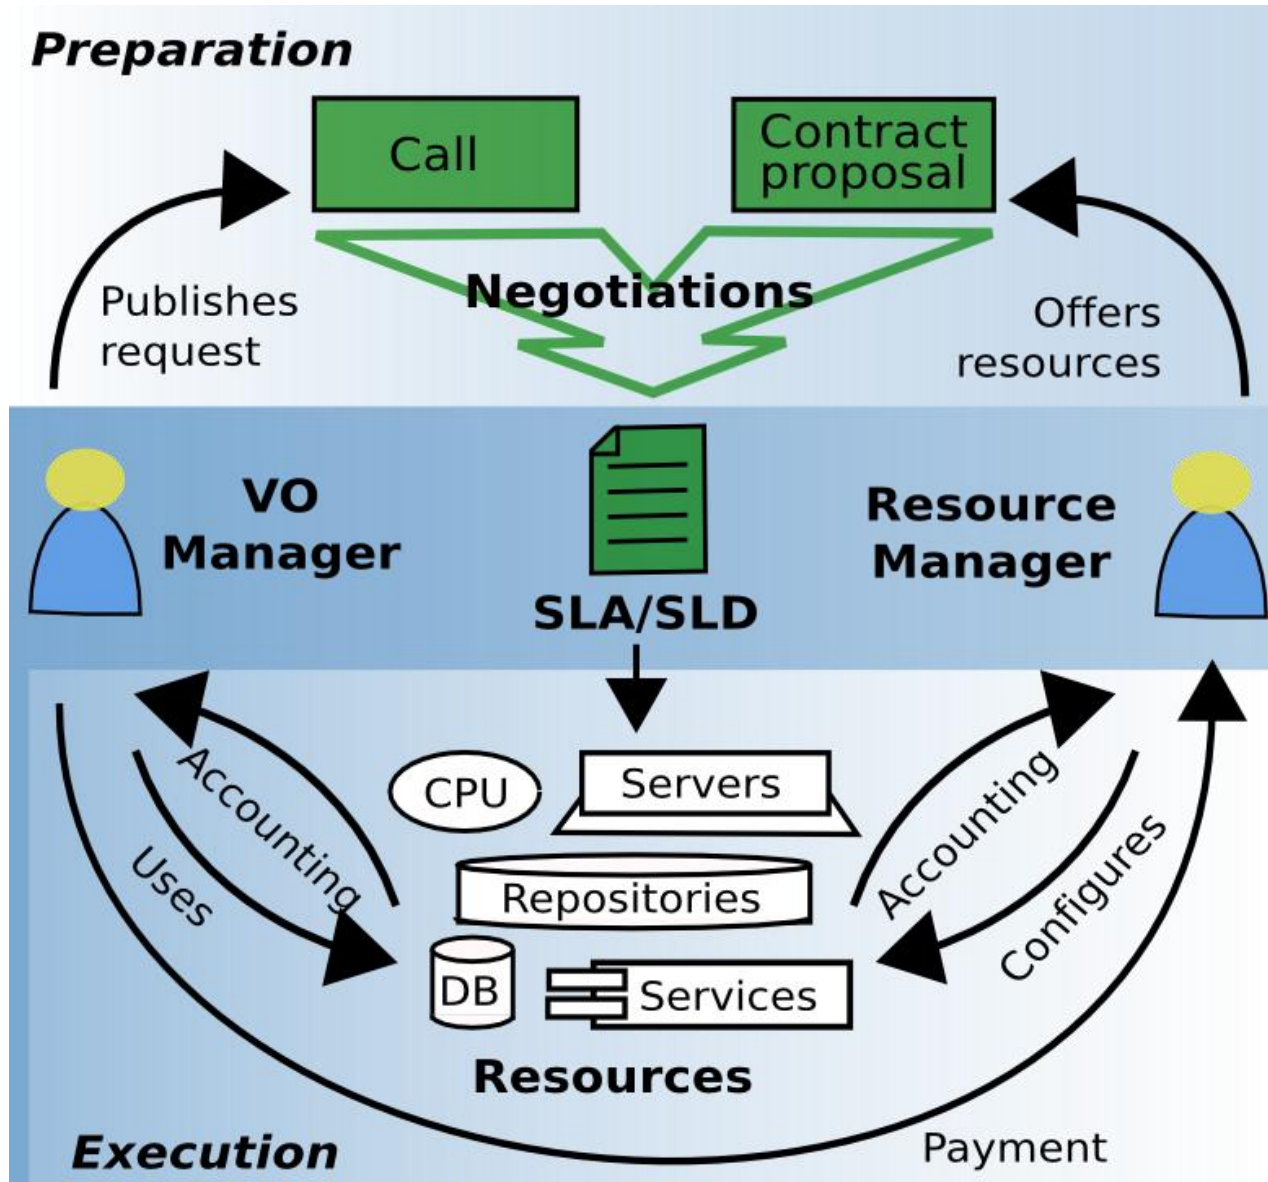 Preparation
Call
Contract
proposal
Negotiations
Publishes
request
Offers
resources
VO
Manager
Resource
Manager
SLA/SLD
Accounting
Uses
CPU
Servers
Repositories
DB
Services
Resources
Accounting
Configures
Execution
Payment